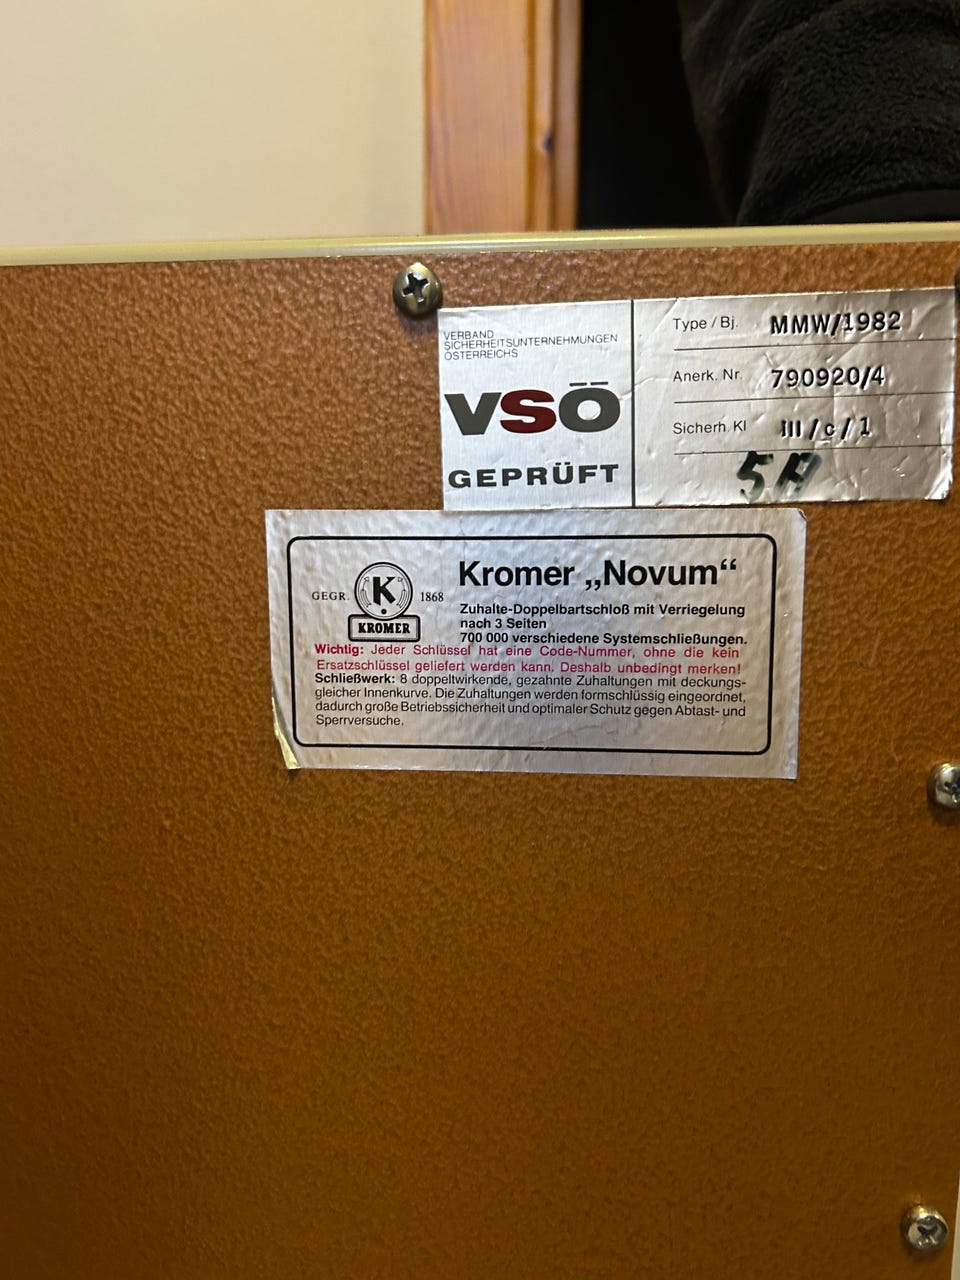 VERBAND
SICHERHEITSUNTERNEHMUNGEN
ÖSTERREICHS
VSÖ
GEPRÜFT
Type / Bj. MMW/1982
Anerk. Nr. 790920/4
Sicherh. Kl III/c/1
5A
GEGR. K 1868
KROMER
Kromer „Novum“
Zuhalte-Doppelbartschloß mit Verriegelung
nach 3 Seiten
700 000 verschiedene Systemschließungen.
Wichtig: Jeder Schlüssel hat eine Code-Nummer, ohne die kein
Ersatzschlüssel geliefert werden kann. Deshalb unbedingt merken!
Schließwerk: 8 doppeltwirkende, gezahnte Zuhaltungen mit deckungs-
gleicher Innenkurve. Die Zuhaltungen werden formschlüssig eingeordnet,
dadurch große Betriebssicherheit und optimaler Schutz gegen Abtast- und
Sperrversuche.